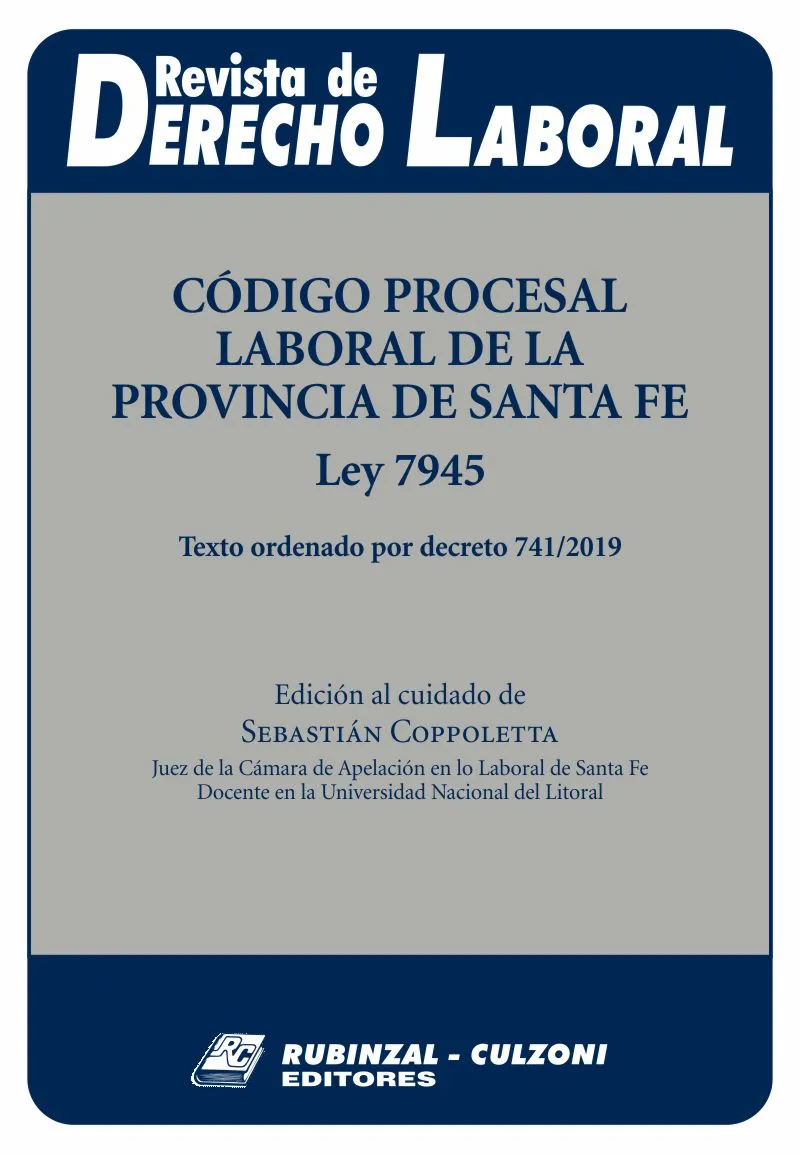 Revista de
DERECHO LABORAL
CÓDIGO PROCESAL
LABORAL DE LA
PROVINCIA DE SANTA FE
Ley 7945
Texto ordenado por decreto 741/2019
Edición al cuidado de
SEBASTIÁN COPPOLETTA
Juez de la Cámara de Apelación en lo Laboral de Santa Fe
Docente en la Universidad Nacional del Litoral
RC
RUBINZAL - CULZONI
EDITORES